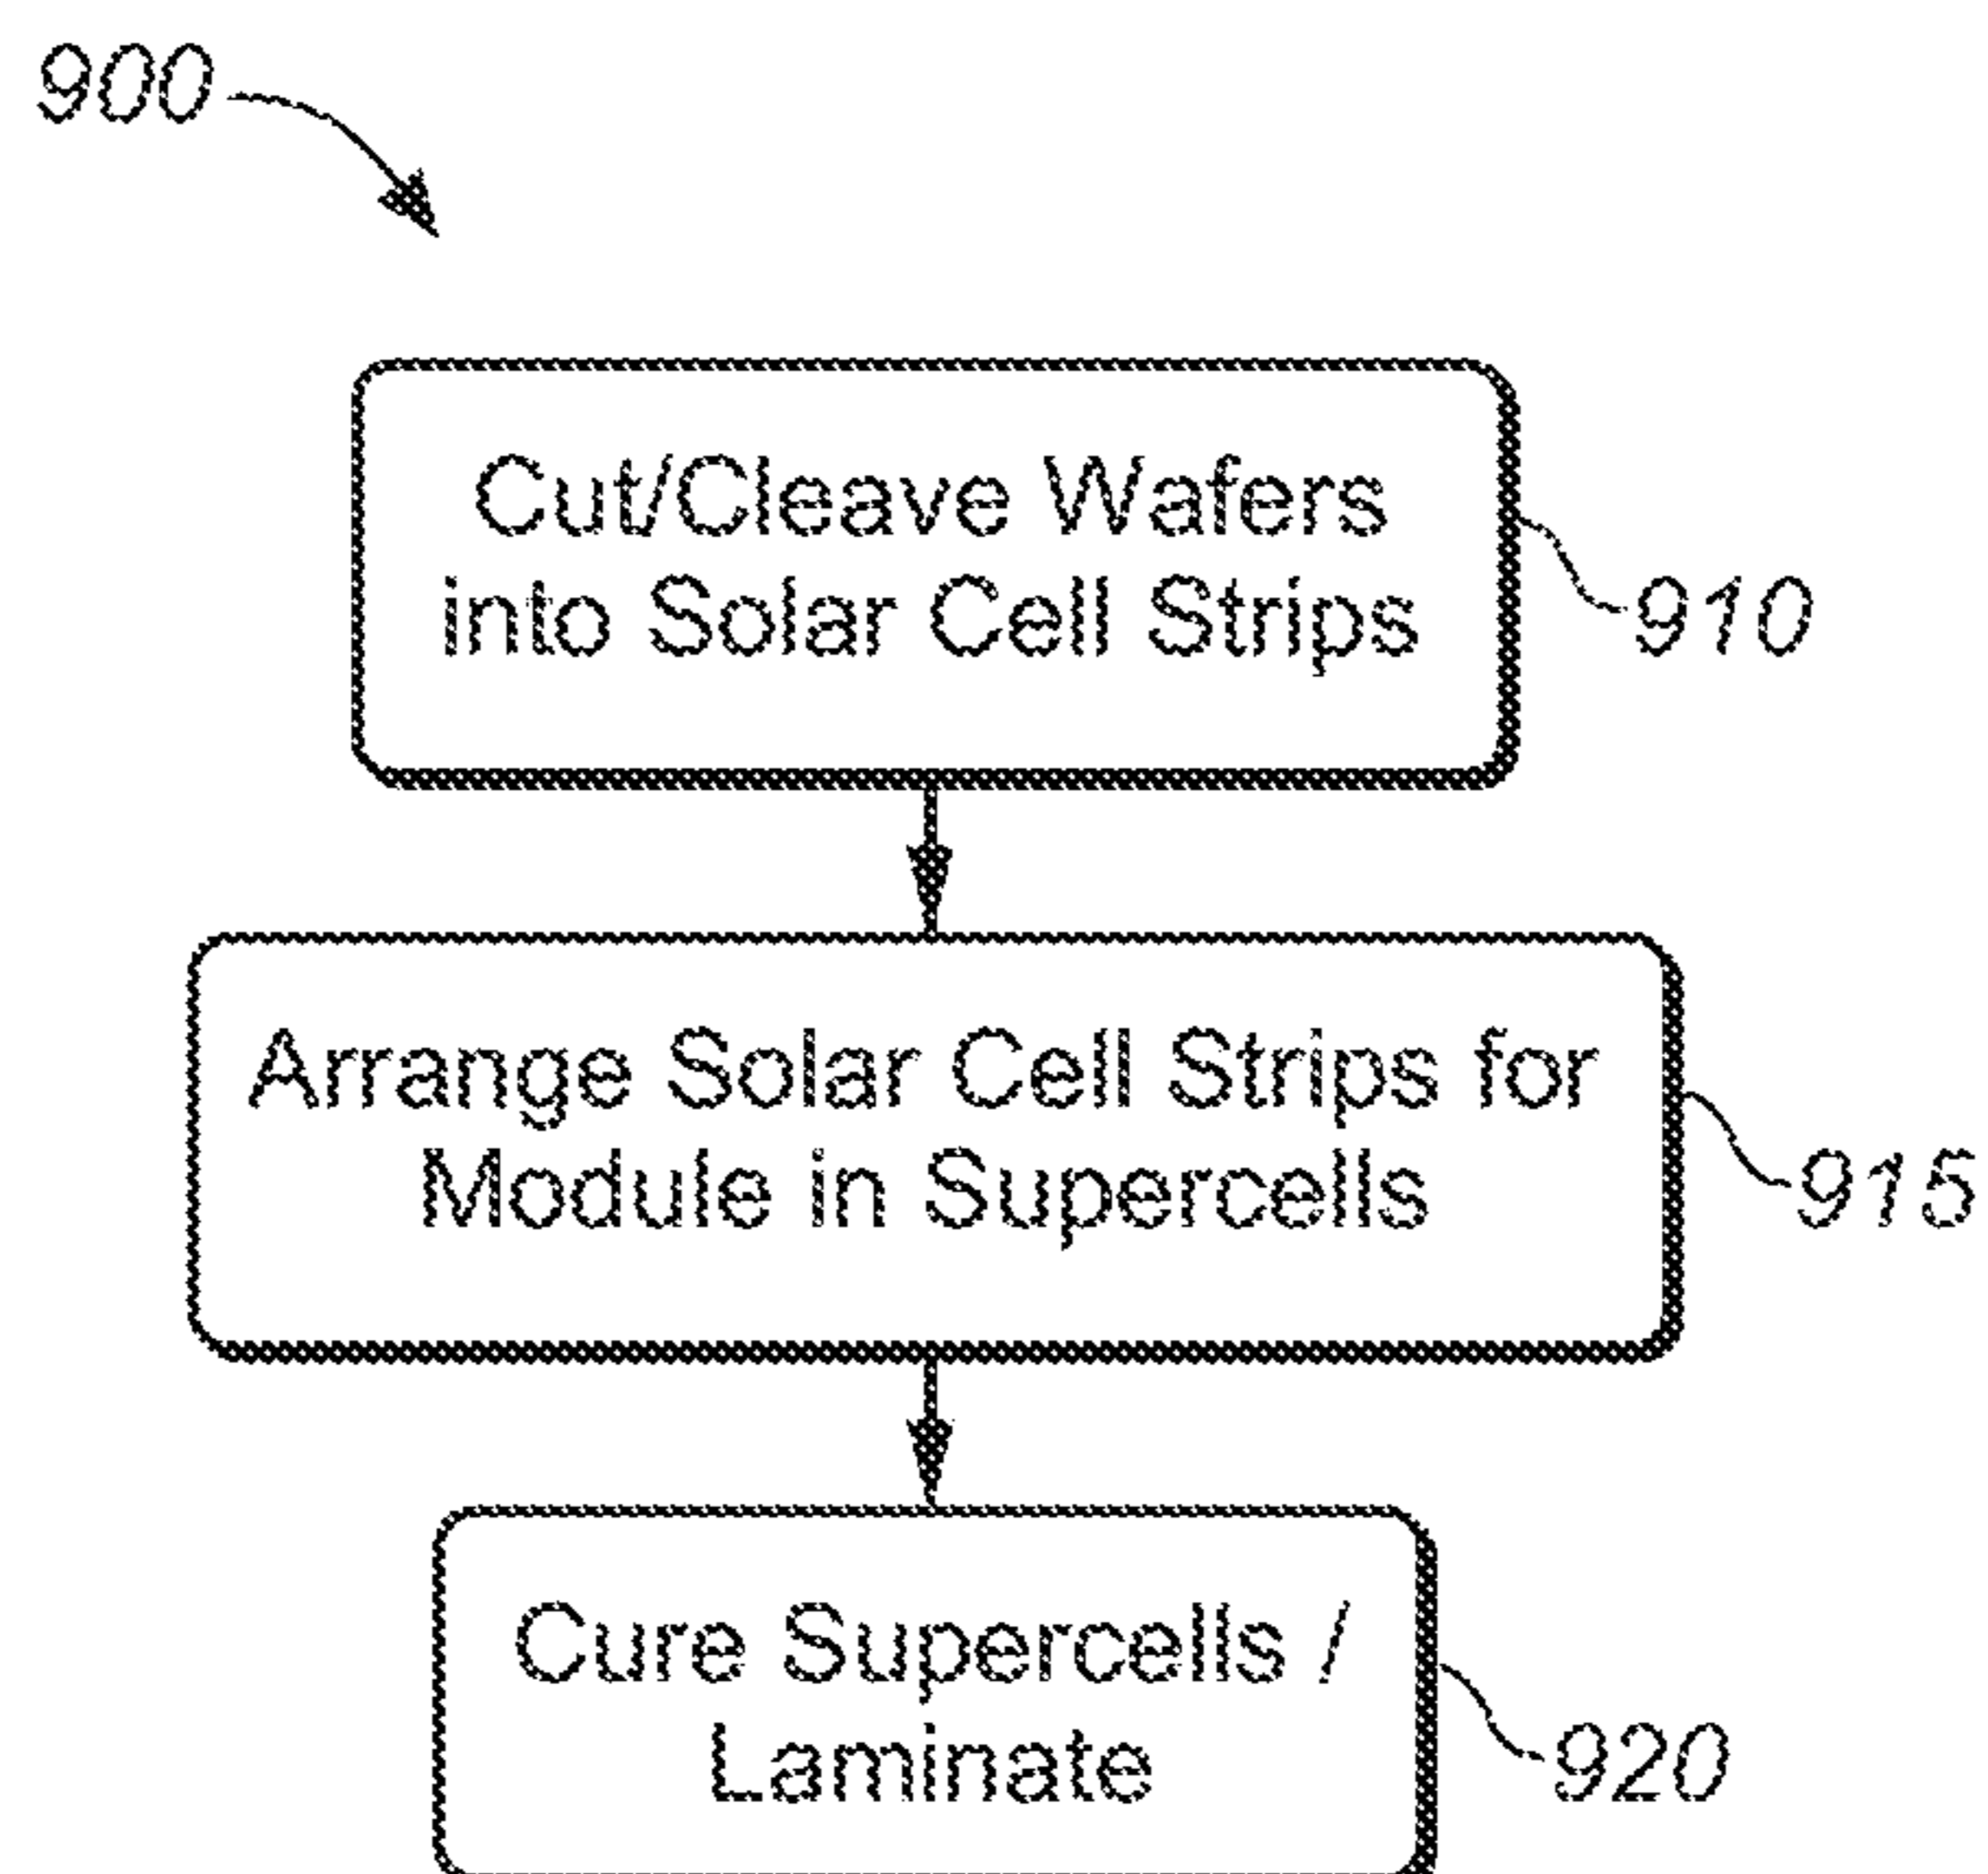 900
Cut/Cleave Wafers
into Solar Cell Strips
910
Arrange Solar Cell Strips for
Module in Supercells
915
Cure Supercells /
Laminate
920